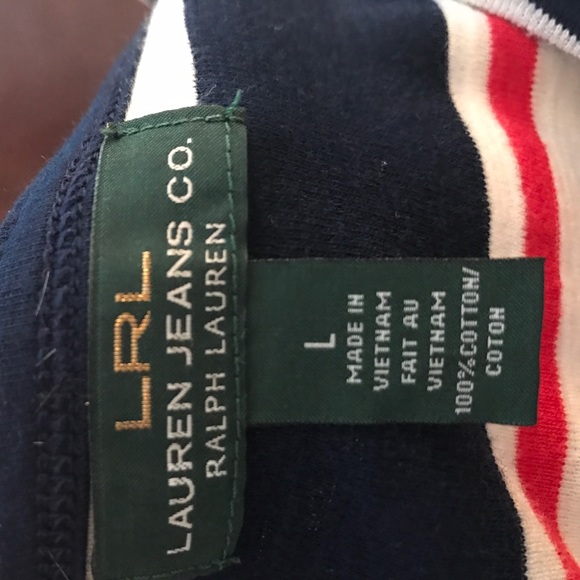 LRL
LAUREN JEANS CO.
RALPH LAUREN
L
MADE IN
VIETNAM
FAIT AU
VIETNAM
100% COTTON/
COTON